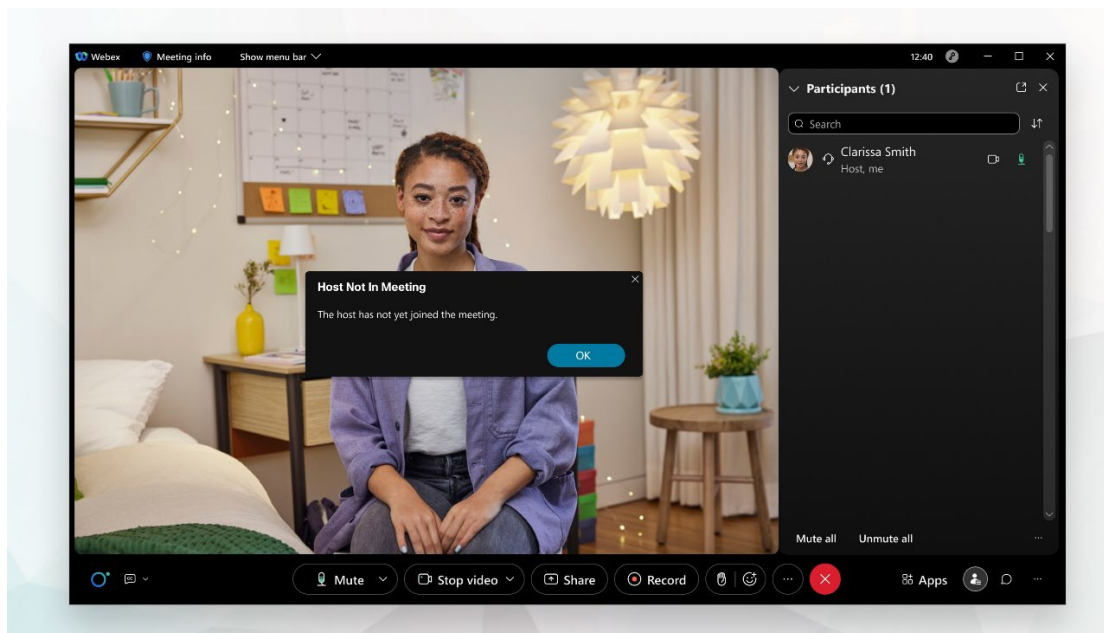 Webex
Meeting info
Show menu bar
12:40
Participants (1)
Search
Clarissa Smith
Host, me
Host Not In Meeting
The host has not yet joined the meeting.
OK
Mute all
Unmute all
Mute
Stop video
Share
Record
Apps